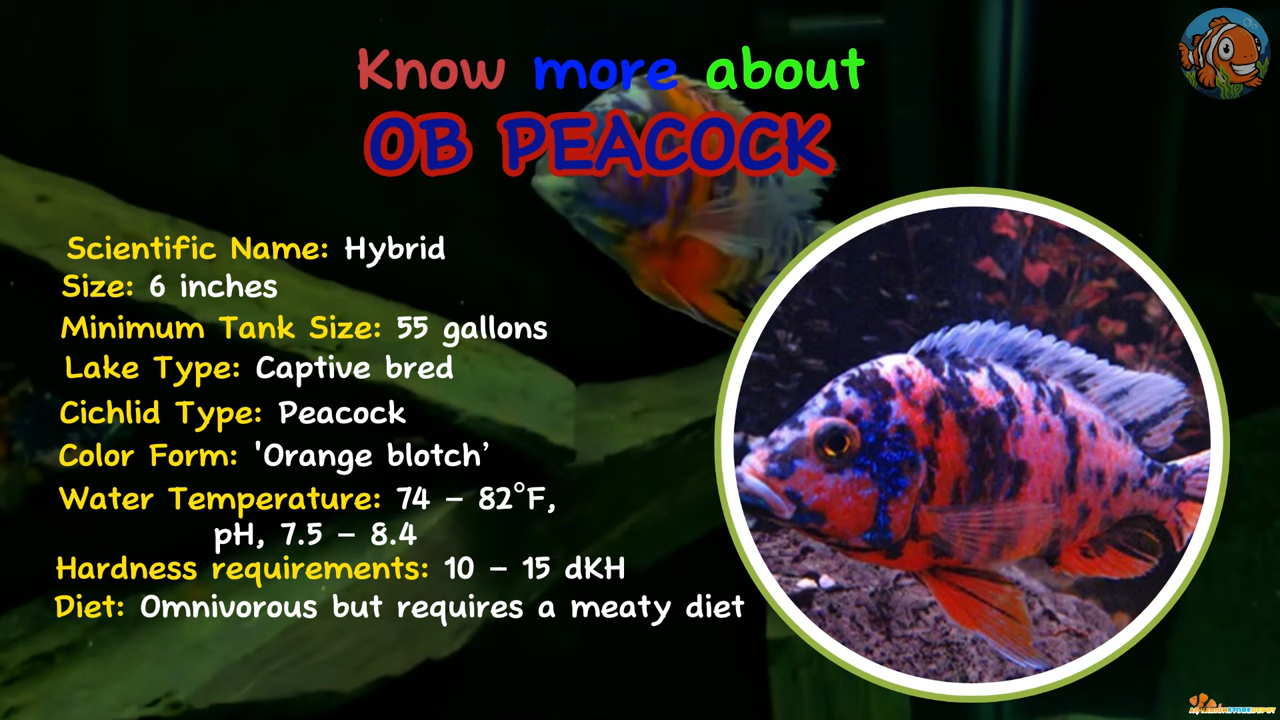 Know more about
OB PEACOCK
Scientific Name: Hybrid
Size: 6 inches
Minimum Tank Size: 55 gallons
Lake Type: Captive bred
Cichlid Type: Peacock
Color Form: 'Orange blotch’
Water Temperature: 74 – 82°F,
pH, 7.5 – 8.4
Hardness requirements: 10 – 15 dKH
Diet: Omnivorous but requires a meaty diet